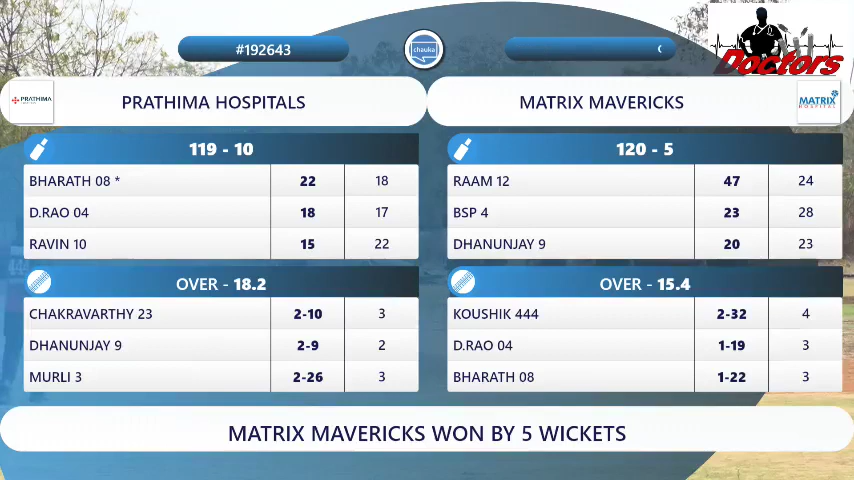 #192643
chauka
Doctors
PRATHIMA
PRATHIMA HOSPITALS
MATRIX MAVERICKS
MATRIX
HOSPITAL
119 - 10
BHARATH 08 * 22 18
D.RAO 04 18 17
RAVIN 10 15 22
120 - 5
RAAM 12 47 24
BSP 4 23 28
DHANUNJAY 9 20 23
OVER - 18.2
CHAKRAVARTHY 23 2-10 3
DHANUNJAY 9 2-9 2
MURLI 3 2-26 3
OVER - 15.4
KOUSHIK 444 2-32 4
D.RAO 04 1-19 3
BHARATH 08 1-22 3
MATRIX MAVERICKS WON BY 5 WICKETS